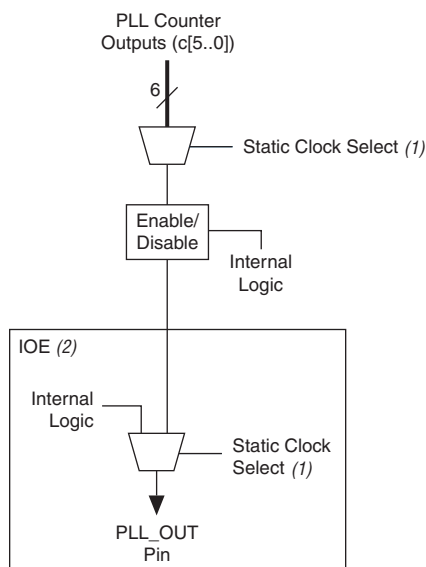 PLL Counter
Outputs (c[5..0])
6
Static Clock Select (1)
Enable/
Disable
Internal
Logic
IOE (2)
Internal
Logic
Static Clock
Select (1)
PLL_OUT
Pin